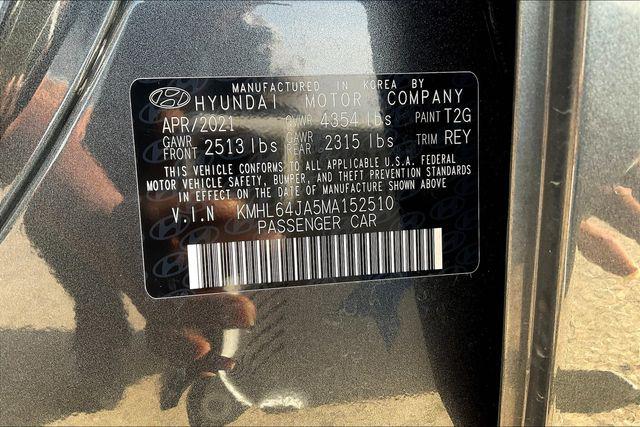 MANUFACTURED IN KOREA BY
HYUNDAI MOTOR COMPANY
APR/2021 GVWR 4354 lbs PAINT T2G
GAWR FRONT 2513 lbs GAWR REAR 2315 lbs TRIM REY
THIS VEHICLE CONFORMS TO ALL APPLICABLE U.S.A. FEDERAL
MOTOR VEHICLE SAFETY, BUMPER, AND THEFT PREVENTION STANDARDS
IN EFFECT ON THE DATE OF MANUFACTURE SHOWN ABOVE
V.I.N KMHL64JA5MA152510
PASSENGER CAR